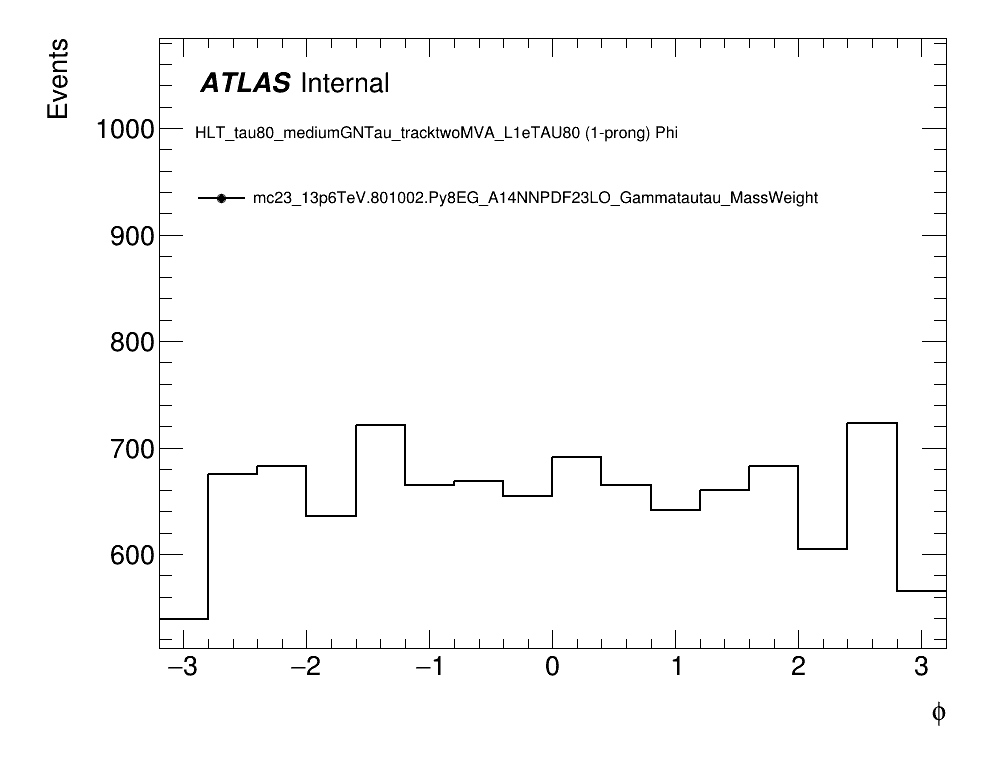 Events
ATLAS Internal
HLT_tau80_mediumGNTau_tracktwoMVA_L1eTAU80 (1-prong) Phi
mc23_13p6TeV.801002.Py8EG_A14NNPDF23LO_Gammatautau_MassWeight
1000
900
800
700
600
−3 −2 −1 0 1 2 3
ϕ